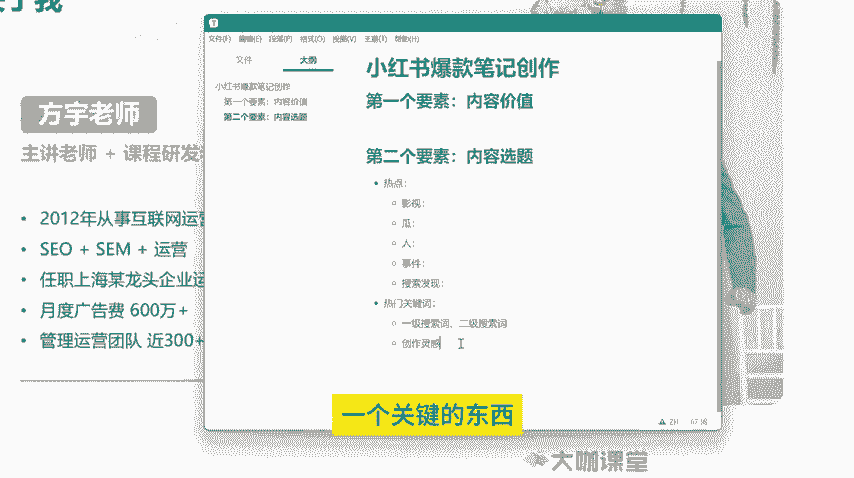 关于我
方宇老师
主讲老师 + 课程研发
2012年从事互联网运营
SEO + SEM + 运营
任职上海某龙头企业运
月度广告费 600万+
管理运营团队 近300+
文件(F) 编辑(E) 段落(P) 格式(O) 视图(V) 主题(T) 帮助(H)
文件 大纲
小红书爆款笔记创作
第一个要素：内容价值
第二个要素：内容选题
小红书爆款笔记创作
第一个要素：内容价值
第二个要素：内容选题
热点：
影视：
瓜：
人：
事件：
搜索发现：
热门关键词：
一级搜索词、二级搜索词
创作灵感
一个关键的东西
ZH
大咖课堂